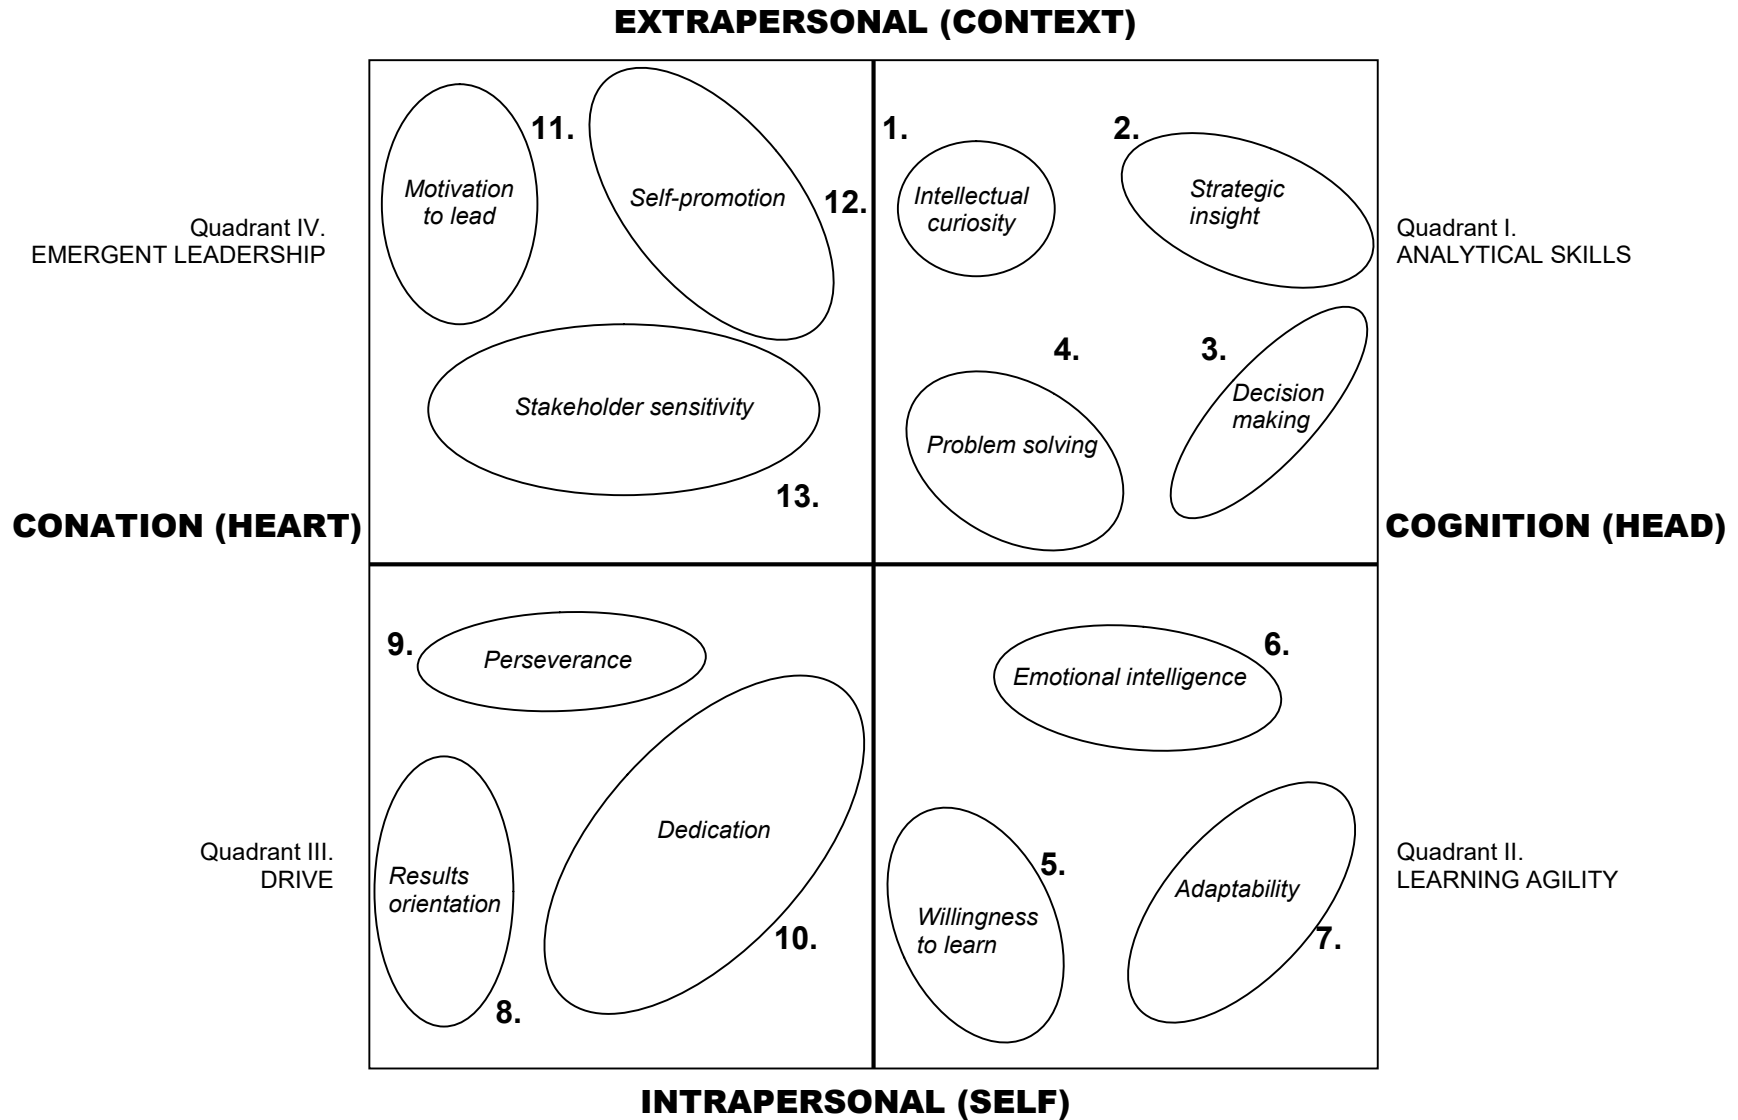 EXTRAPERSONAL (CONTEXT)
11.
1.
2.
Motivation
to lead
Self-promotion
12.
Intellectual
curiosity
Strategic
insight
Quadrant IV.
EMERGENT LEADERSHIP
Quadrant I.
ANALYTICAL SKILLS
4.
3.
Stakeholder sensitivity
Decision
making
Problem solving
13.
CONATION (HEART)
COGNITION (HEAD)
9.
Perseverance
6.
Emotional intelligence
Dedication
Quadrant III.
DRIVE
Results
orientation
10.
8.
5.
Willingness
to learn
Adaptability
7.
Quadrant II.
LEARNING AGILITY
INTRAPERSONAL (SELF)